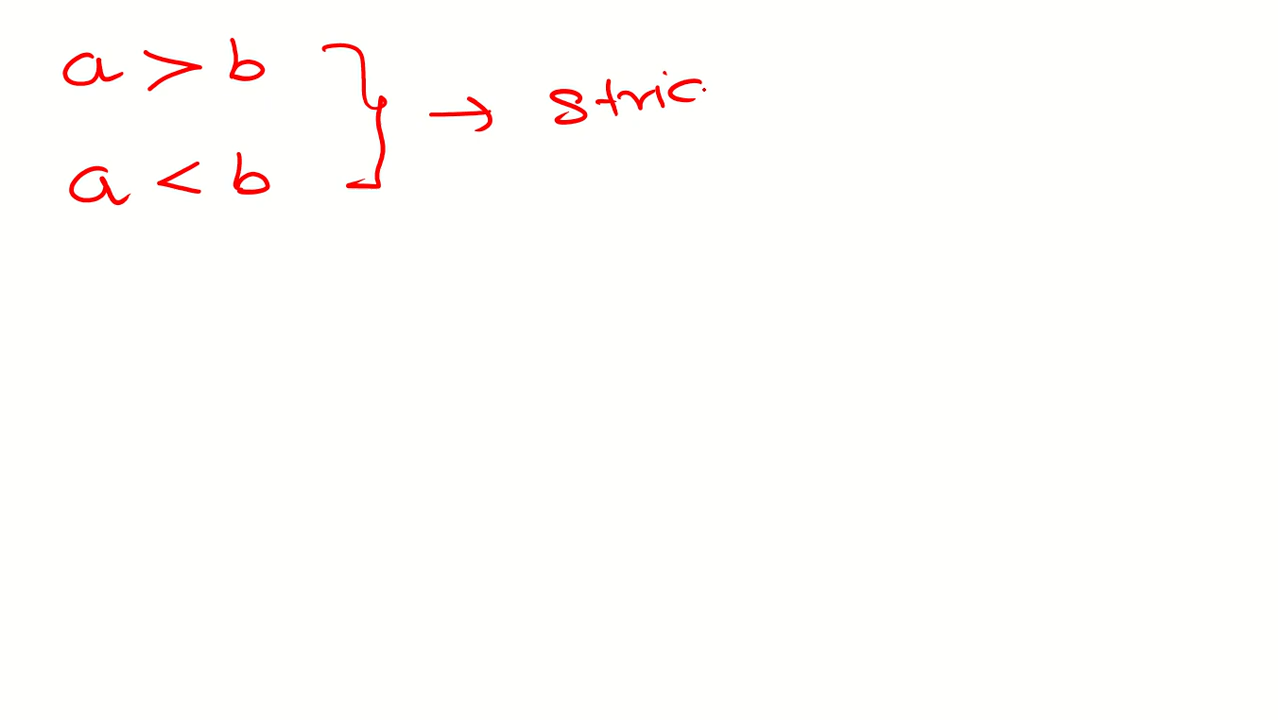 a > b } → stric
a < b